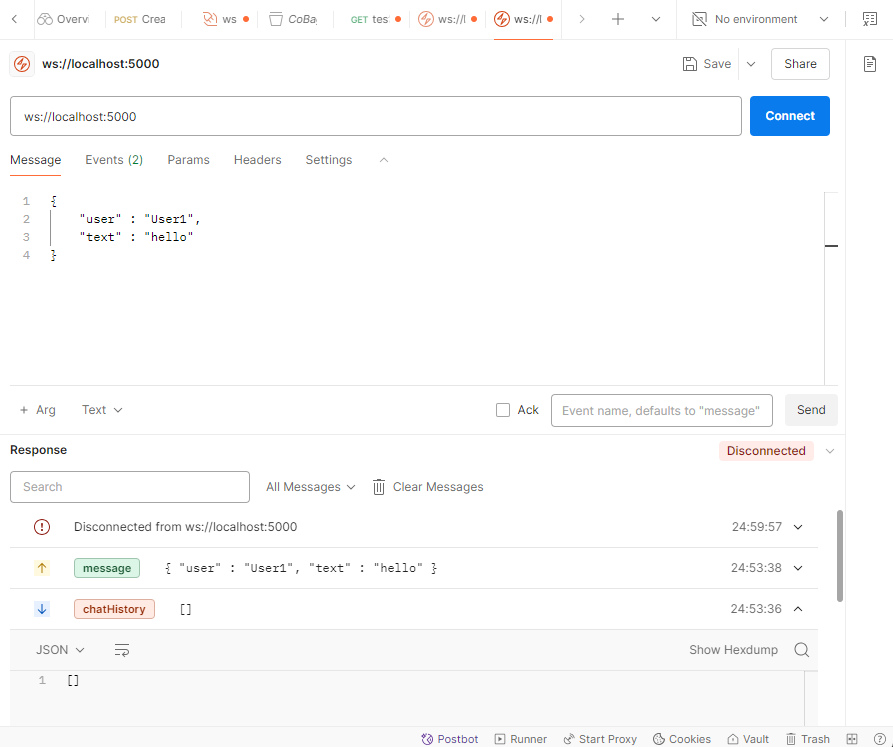 Overvi POST Crea ws CoBa GET tes ws://l ws://l No environment
ws://localhost:5000 Save Share
ws://localhost:5000 Connect
Message Events (2) Params Headers Settings
1 {
2 "user" : "User1",
3 "text" : "hello"
4 }
+ Arg Text Ack Event name, defaults to "message" Send
Response Disconnected
Search All Messages Clear Messages
Disconnected from ws://localhost:5000 24:59:57
message { "user" : "User1", "text" : "hello" } 24:53:38
chatHistory [] 24:53:36
JSON Show Hexdump
1 []
Postbot Runner Start Proxy Cookies Vault Trash